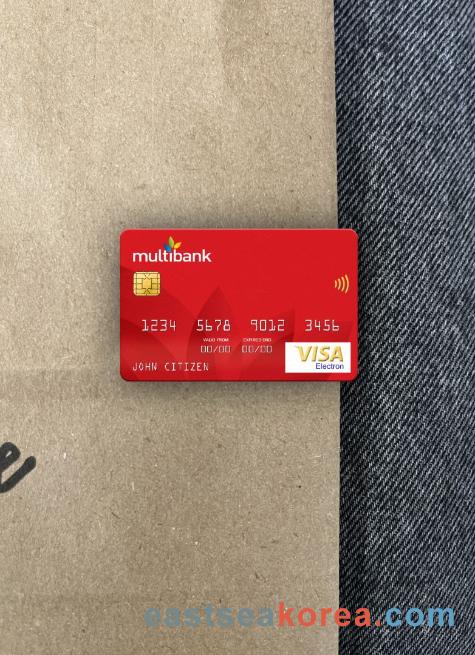 multibank
1234 5678 9012 3456
VALID FROM EXPIRES END
00/00 00/00
VISA
Electron
JOHN CITIZEN
eastseakorea.com